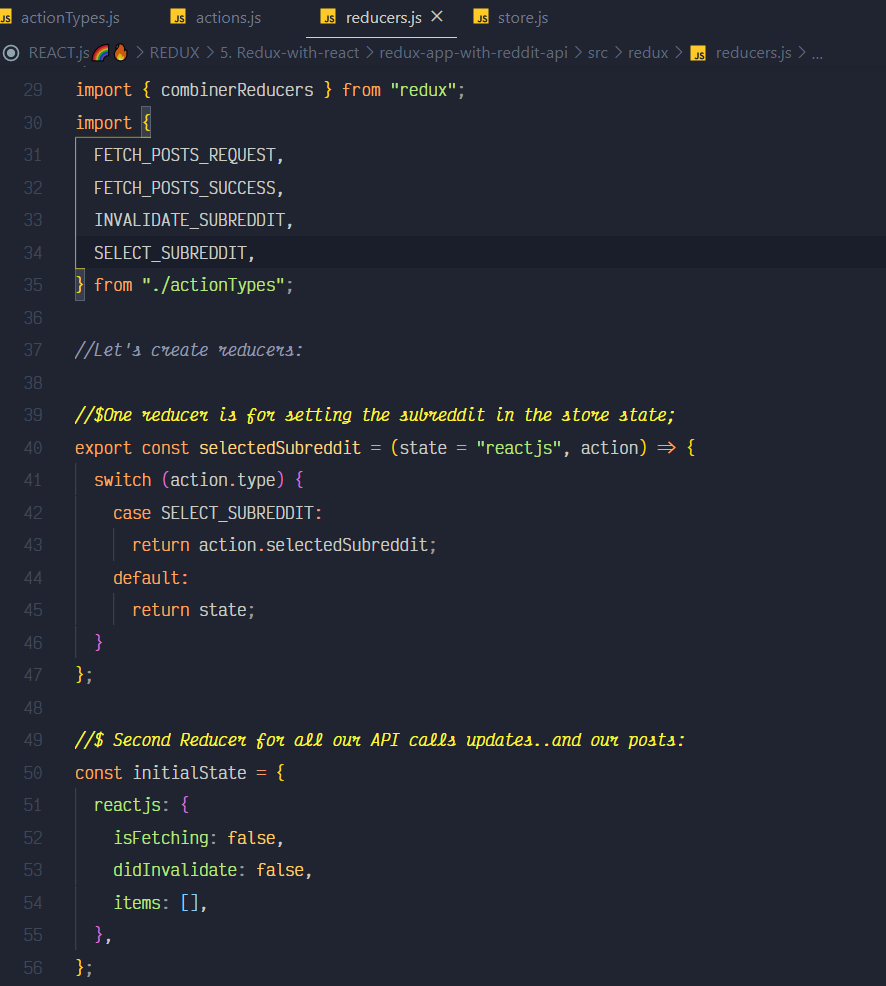 JS actionTypes.js JS actions.js JS reducers.js × JS store.js
REACT.js🌈🔥 > REDUX > 5. Redux-with-react > redux-app-with-reddit-api > src > redux > JS reducers.js > ...
29 import { combinerReducers } from "redux";
30 import {
31 FETCH_POSTS_REQUEST,
32 FETCH_POSTS_SUCCESS,
33 INVALIDATE_SUBREDDIT,
34 SELECT_SUBREDDIT,
35 } from "./actionTypes";
36
37 //Let's create reducers:
38
39 //$One reducer is for setting the subreddit in the store state;
40 export const selectedSubreddit = (state = "reactjs", action) => {
41 switch (action.type) {
42 case SELECT_SUBREDDIT:
43 return action.selectedSubreddit;
44 default:
45 return state;
46 }
47 };
48
49 //$ Second Reducer for all our API calls updates..and our posts:
50 const initialState = {
51 reactjs: {
52 isFetching: false,
53 didInvalidate: false,
54 items: [],
55 },
56 };